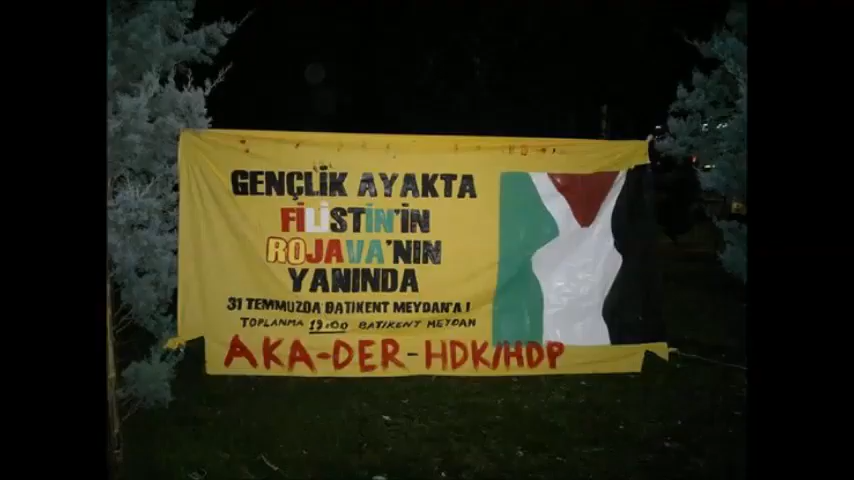 GENÇLİK AYAKTA
FİLİSTİN'İN
ROJAVA'NIN
YANINDA
31 TEMMUZDA BATIKENT MEYDAN'A!
TOPLANMA 19:00 BATIKENT MEYDAN
AKA-DER-HDK/HDP